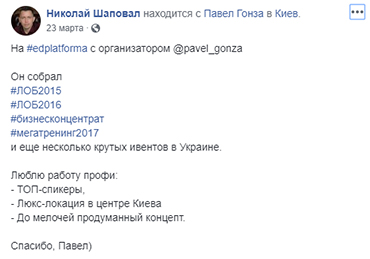 Николай Шаповал находится с Павел Гонза в Киев.
23 марта ·
На #edplatforma с организатором @pavel_gonza
Он собрал
#ЛОБ2015
#ЛОБ2016
#бизнесконцентрат
#мегатренинг2017
и еще несколько крутых ивентов в Украине.
Люблю работу профи:
- ТОП-спикеры,
- Люкс-локация в центре Киева
- До мелочей продуманный концепт.
Спасибо, Павел)